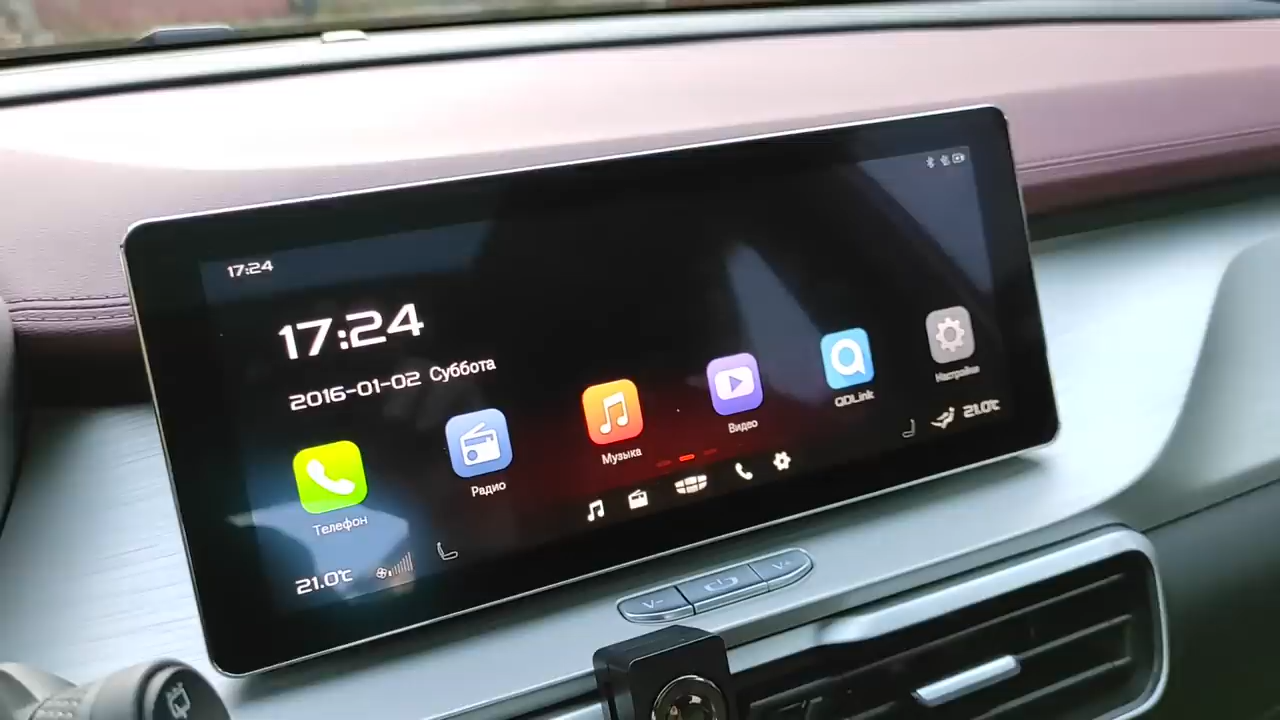 17:24
17:24
2016-01-02 Суббота
Телефон
Радио
Музыка
Видео
QDLink
Настройки
21.0°C
21.0°C
V-
V+